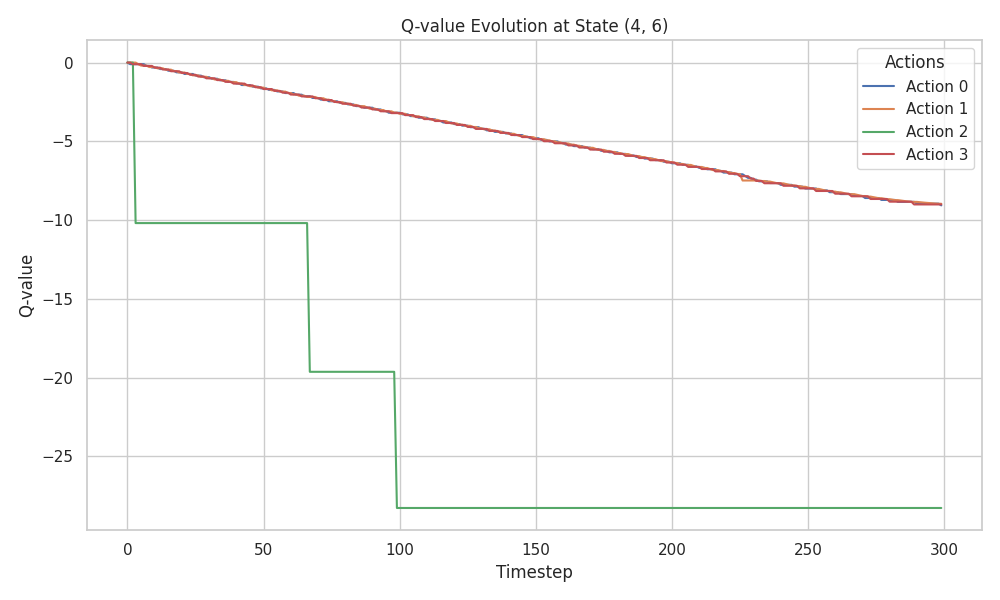 Q-value Evolution at State (4, 6)
Actions
Action 0
Action 1
Action 2
Action 3
Q-value
0
−5
−10
−15
−20
−25
0 50 100 150 200 250 300
Timestep